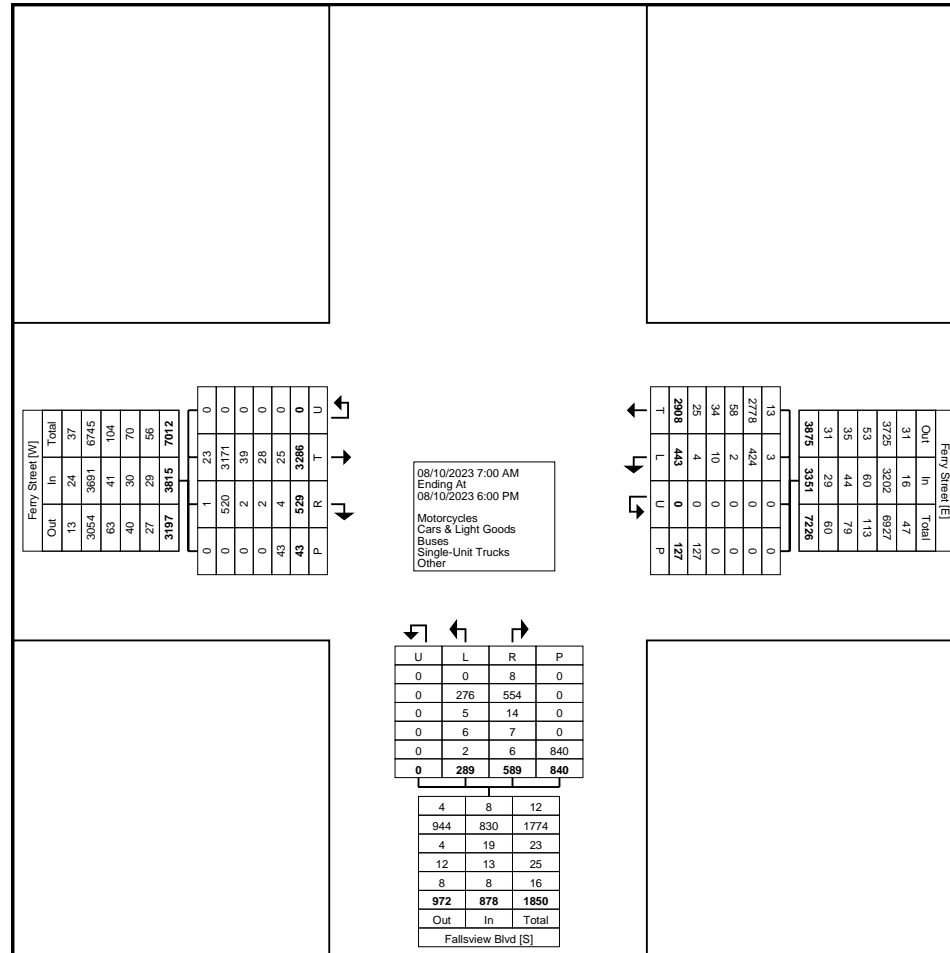 U T R P
0 3286 529 43
0 25 4 43
0 28 2 0
0 39 2 0
0 3171 520 0
0 23 1 0
7012 3815 3197
56 29 27
70 30 40
104 41 63
6745 3691 3054
37 24 13
Total In Out
Ferry Street [W]
08/10/2023 7:00 AM
Ending At
08/10/2023 6:00 PM
Motorcycles
Cars & Light Goods
Buses
Single-Unit Trucks
Other
Ferry Street [E]
Out In Total
31 16 47
3725 3202 6927
53 60 113
35 44 79
31 29 60
3875 3351 7226
13 3 0 0
2778 424 0 0
58 2 0 0
34 10 0 0
25 4 0 127
2908 443 0 127
T L U P
U L R P
0 0 8 0
0 276 554 0
0 5 14 0
0 6 7 0
0 2 6 840
0 289 589 840
4 8 12
944 830 1774
4 19 23
12 13 25
8 8 16
972 878 1850
Out In Total
Fallsview Blvd [S]